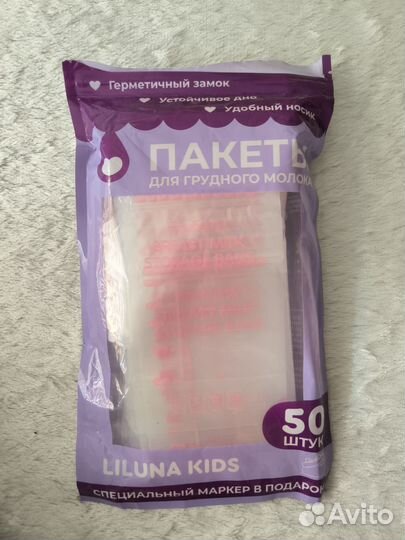 Герметичный замок
Устойчивое дно
Удобный носик
ПАКЕТЫ
ДЛЯ ГРУДНОГО МОЛОКА
50
ШТУК
LILUNA KIDS
СПЕЦИАЛЬНЫЙ МАРКЕР В ПОДАРОК
Avito